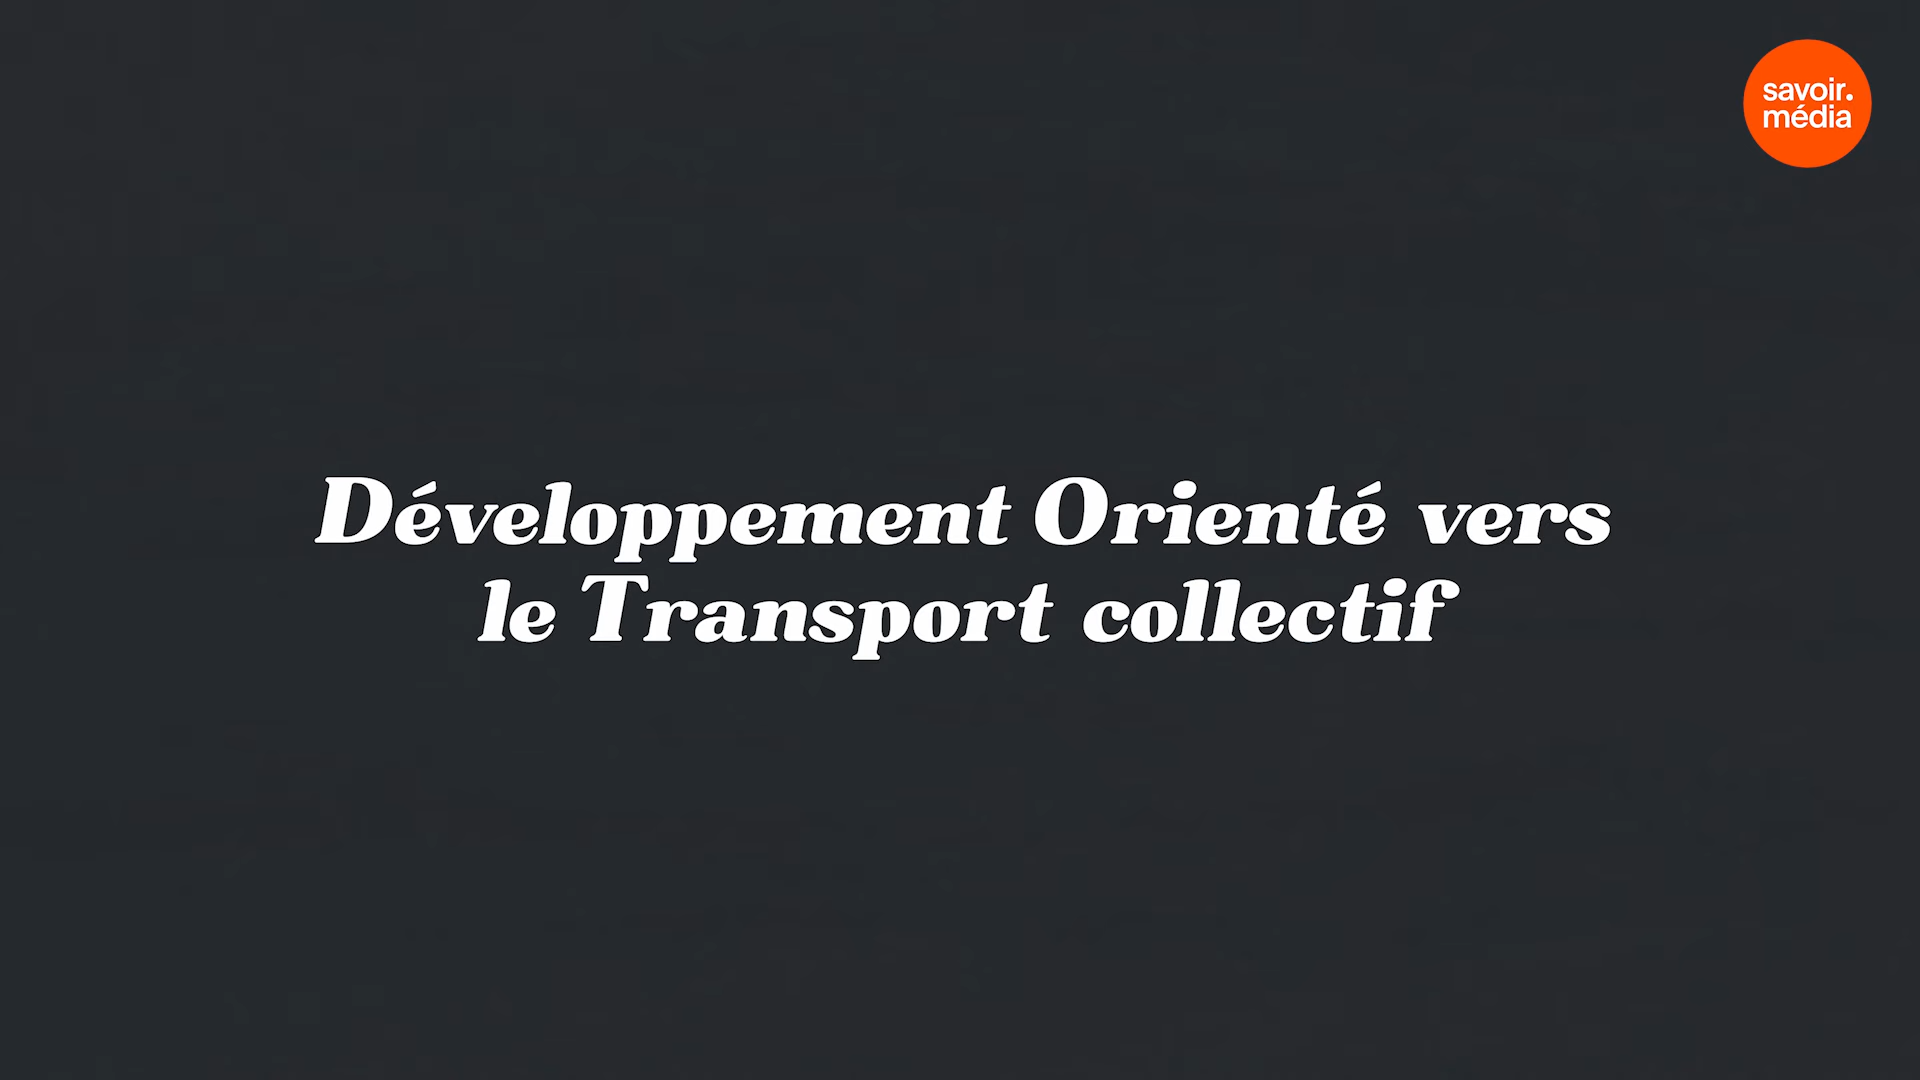 savoir.
média
Développement Orienté vers
le Transport collectif